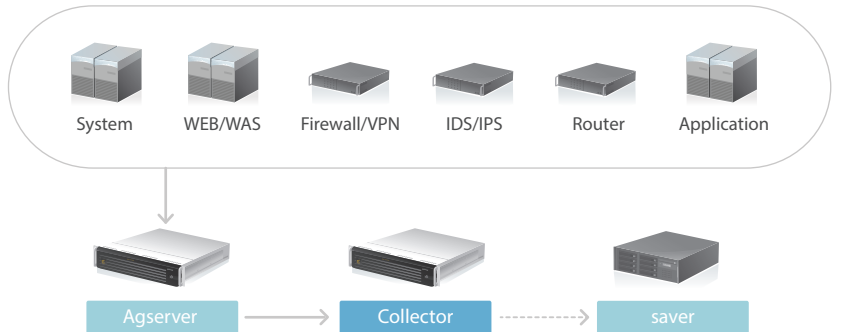 System
WEB/WAS
Firewall/VPN
IDS/IPS
Router
Application
Agserver
Collector
saver